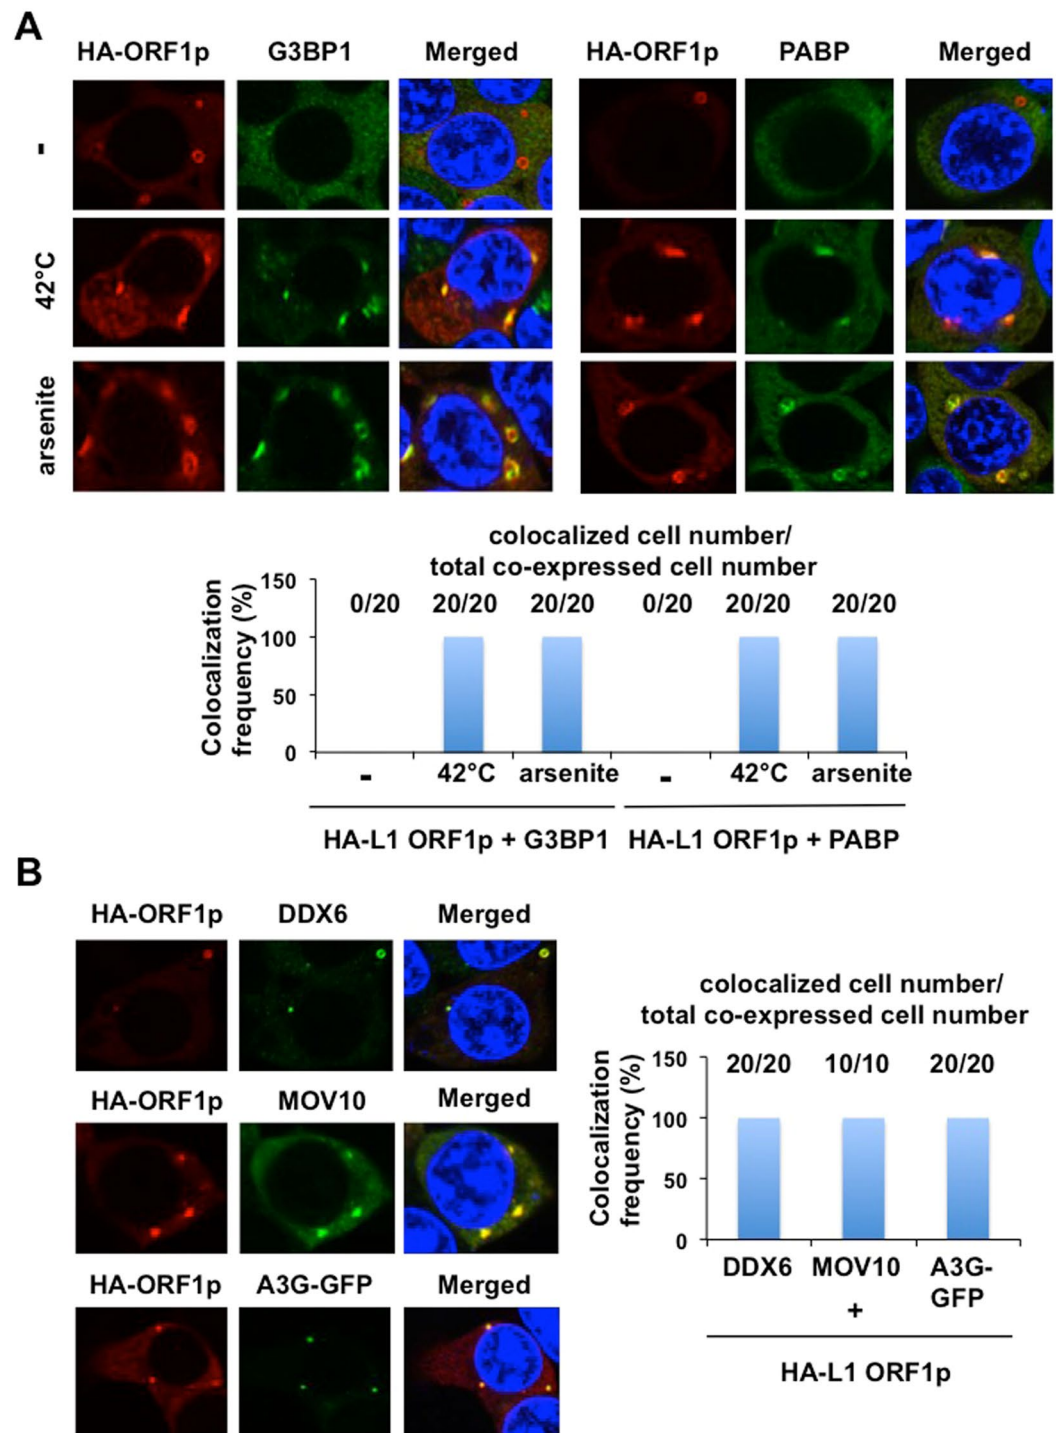 A
HA-ORF1p G3BP1 Merged HA-ORF1p PABP Merged
-
42°C
arsenite
colocalized cell number/
total co-expressed cell number
Colocalization
frequency (%)
150
100
50
0
0/20 20/20 20/20 0/20 20/20 20/20
- 42°C arsenite - 42°C arsenite
HA-L1 ORF1p + G3BP1 HA-L1 ORF1p + PABP
B
HA-ORF1p DDX6 Merged
HA-ORF1p MOV10 Merged
HA-ORF1p A3G-GFP Merged
colocalized cell number/
total co-expressed cell number
Colocalization
frequency (%)
150
100
50
0
20/20 10/10 20/20
DDX6 MOV10 A3G-
GFP
+
HA-L1 ORF1p